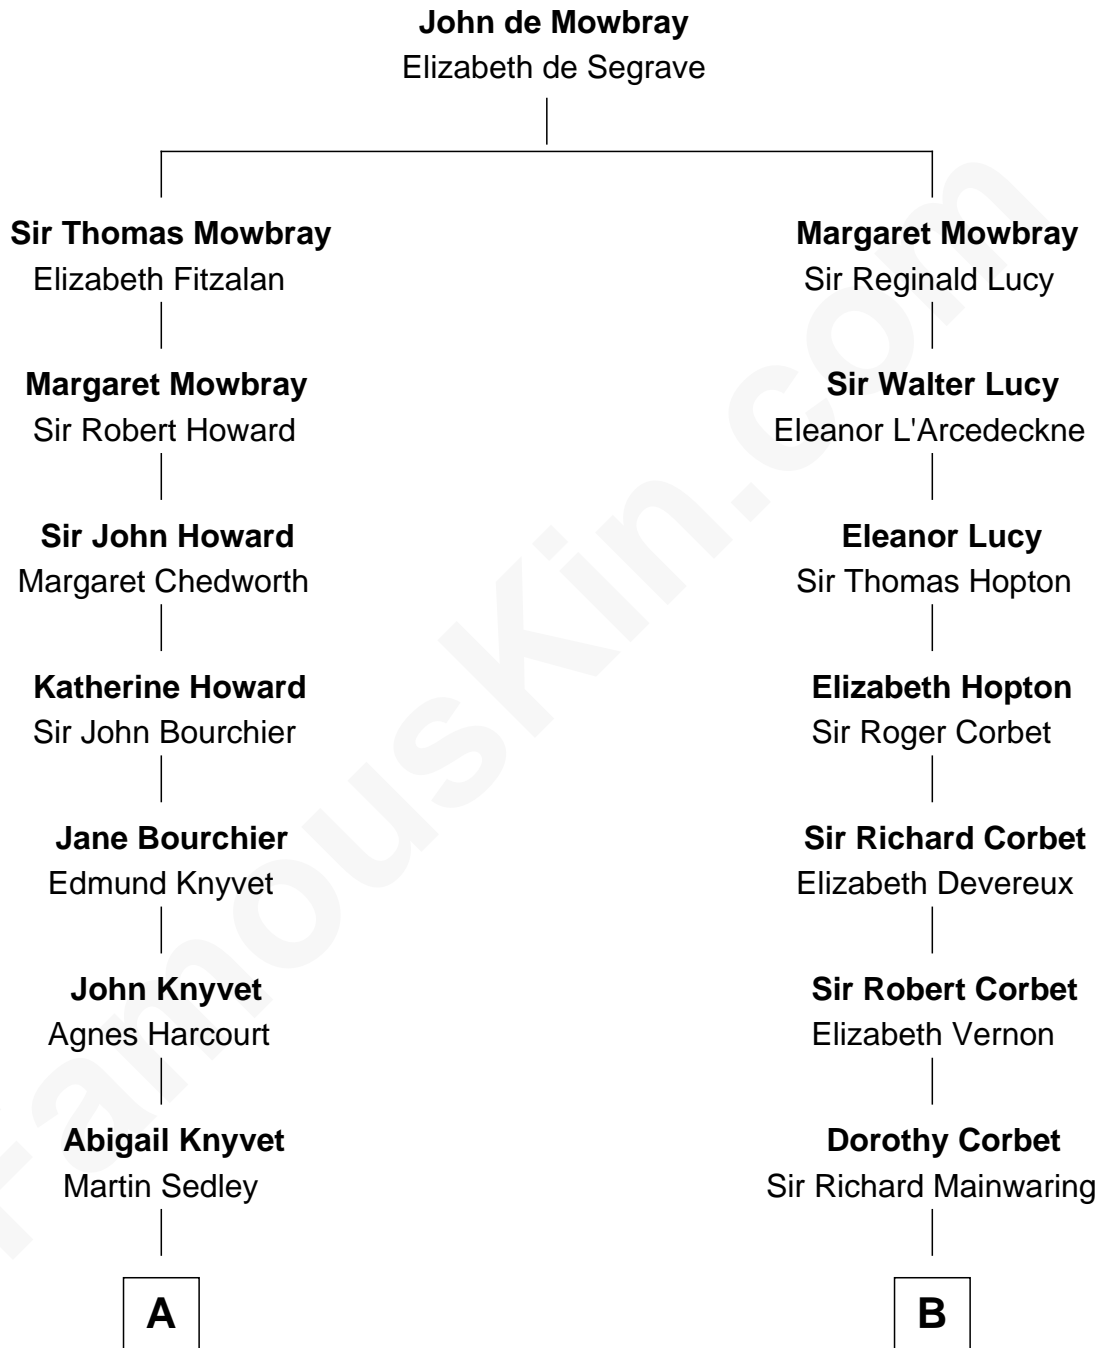 John de Mowbray
Elizabeth de Segrave
Sir Thomas Mowbray
Elizabeth Fitzalan
Margaret Mowbray
Sir Reginald Lucy
Margaret Mowbray
Sir Robert Howard
Sir Walter Lucy
Eleanor L'Arcedeckne
Sir John Howard
Margaret Chedworth
Eleanor Lucy
Sir Thomas Hopton
Katherine Howard
Sir John Bourchier
Elizabeth Hopton
Sir Roger Corbet
Jane Bourchier
Edmund Knyvet
Sir Richard Corbet
Elizabeth Devereux
John Knyvet
Agnes Harcourt
Sir Robert Corbet
Elizabeth Vernon
Abigail Knyvet
Martin Sedley
Dorothy Corbet
Sir Richard Mainwaring
A
B
FamousKin.com